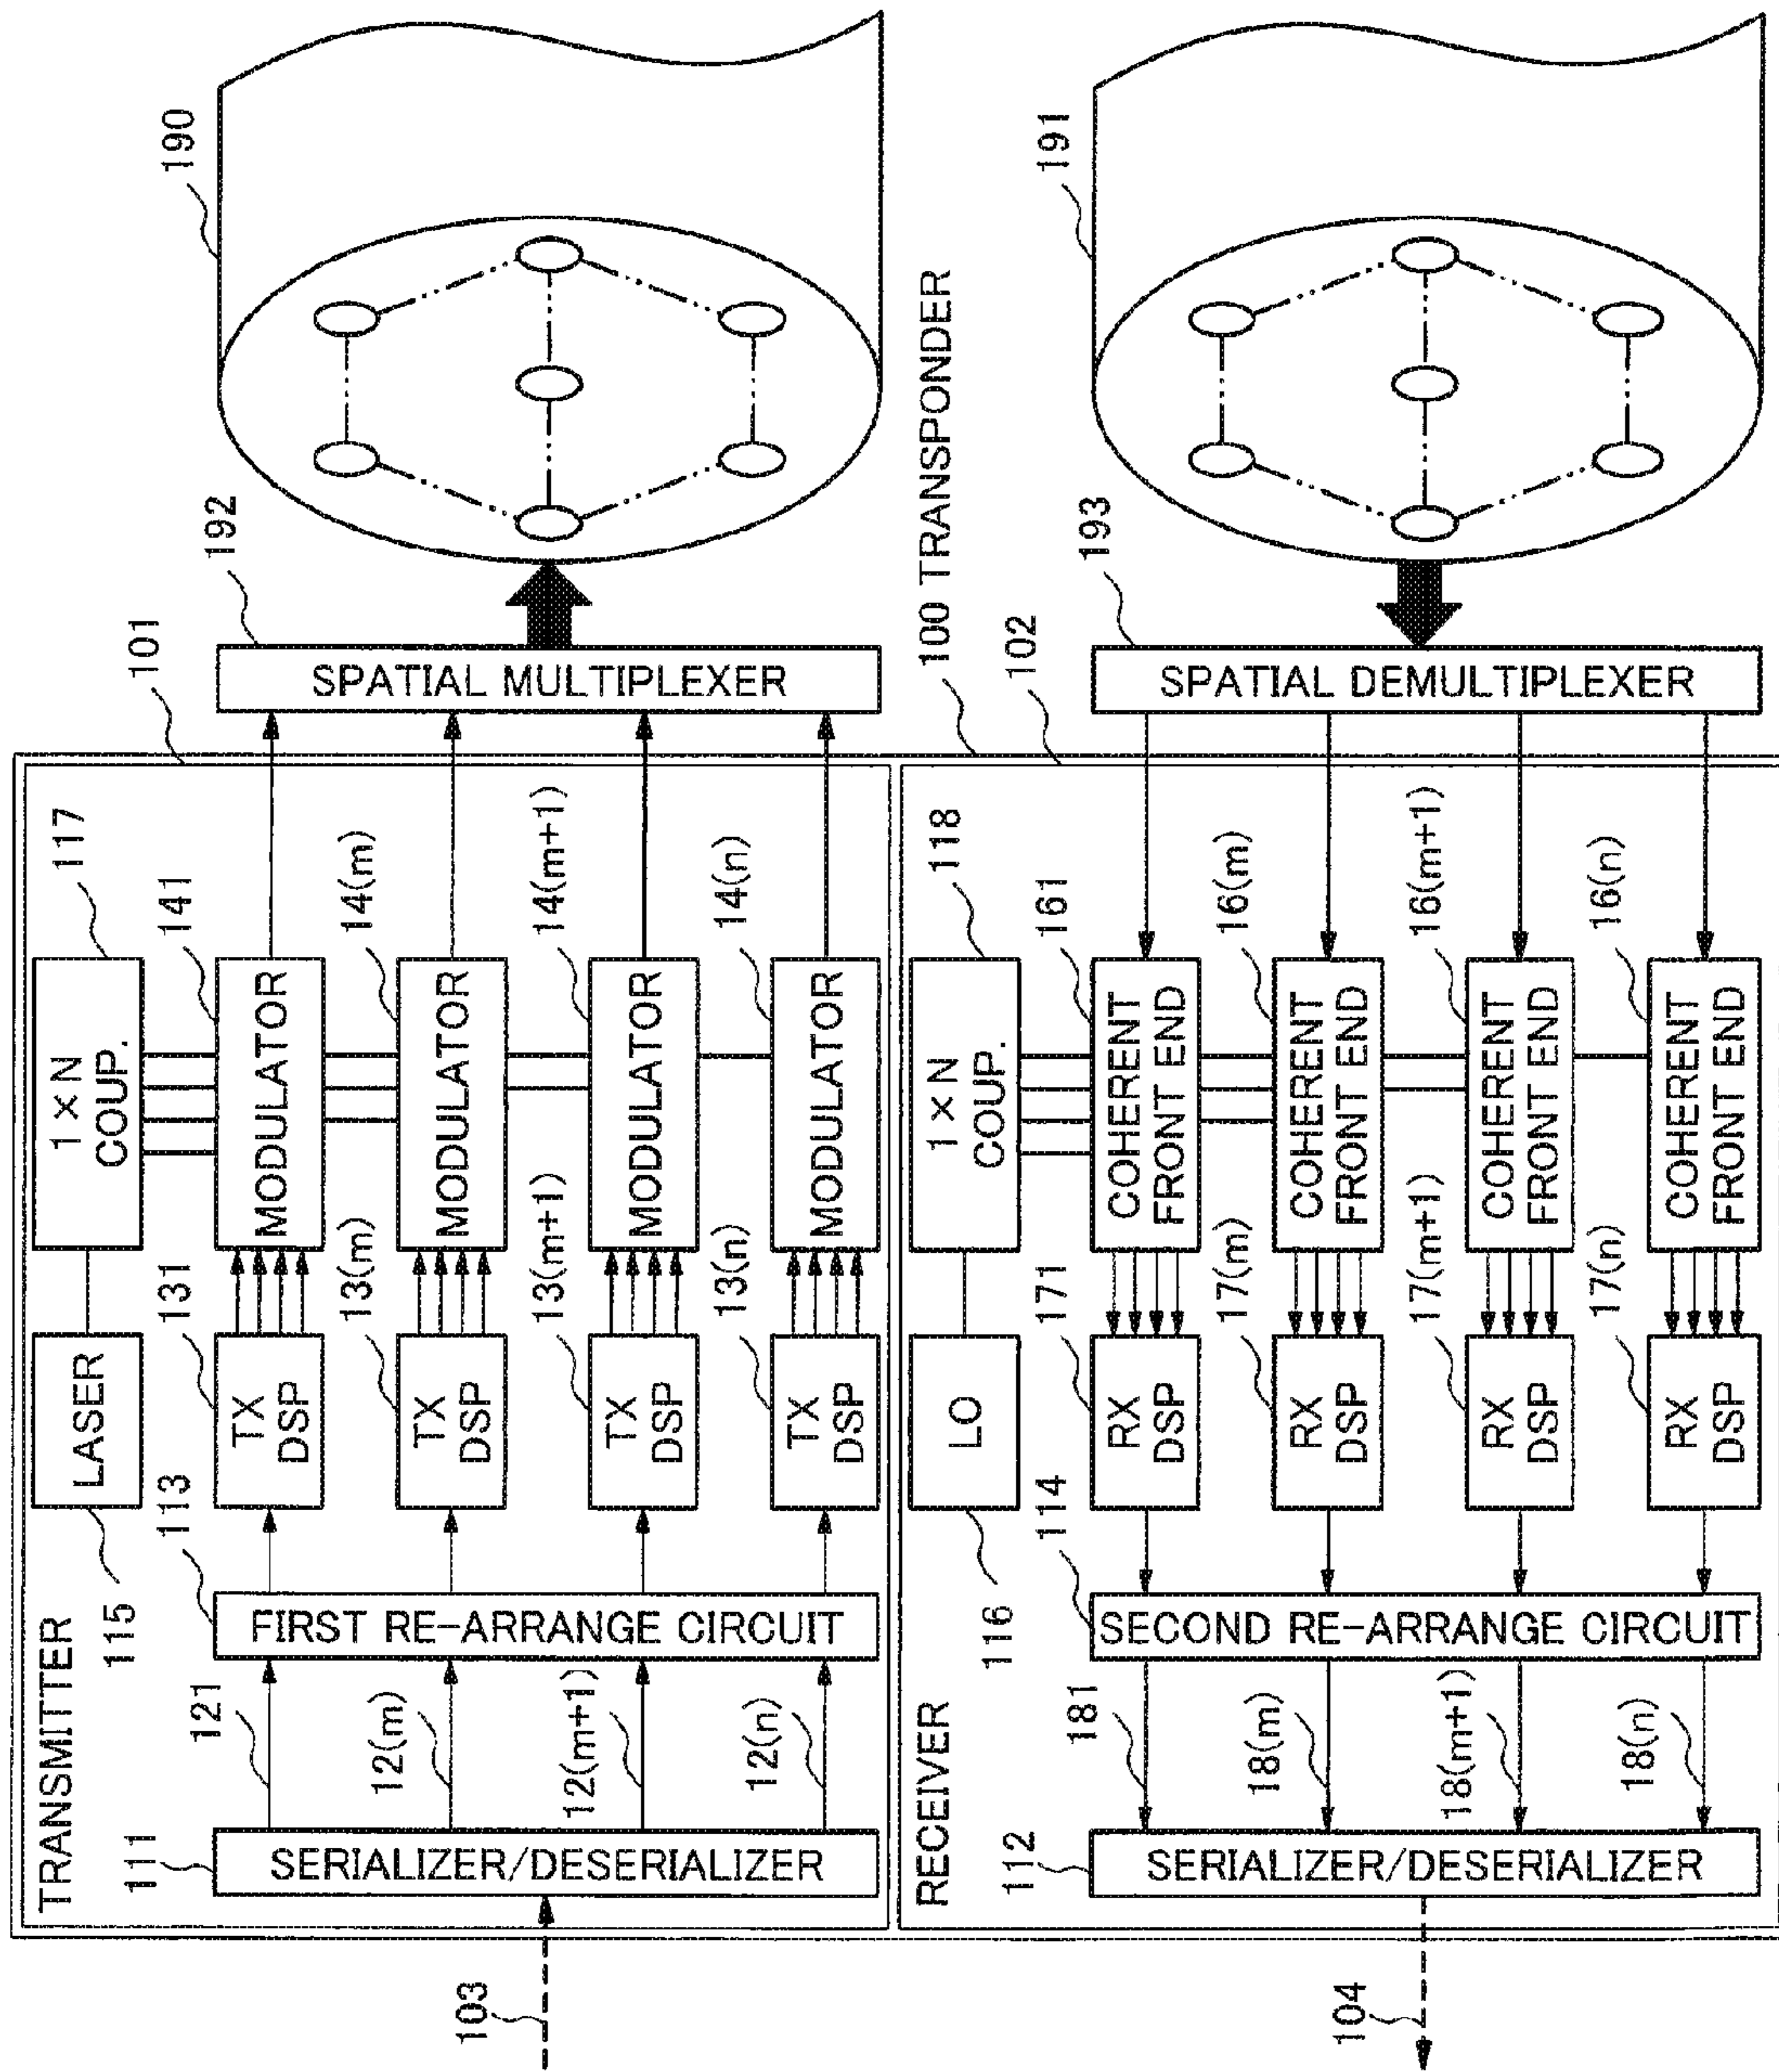 TRANSMITTER
115
LASER
1×N
COUP.
117
101
192
190
103
111
SERIALIZER/DESERIALIZER
121
12(m)
12(m+1)
12(n)
113
FIRST RE-ARRANGE CIRCUIT
131
TX
DSP
13(m)
TX
DSP
13(m+1)
TX
DSP
13(n)
TX
DSP
141
MODULATOR
14(m)
MODULATOR
14(m+1)
MODULATOR
14(n)
MODULATOR
SPATIAL MULTIPLEXER
100 TRANSPONDER
RECEIVER
116
LO
1×N
COUP.
118
102
193
191
104
112
SERIALIZER/DESERIALIZER
181
18(m)
18(m+1)
18(n)
114
SECOND RE-ARRANGE CIRCUIT
171
RX
DSP
17(m)
RX
DSP
17(m+1)
RX
DSP
17(n)
RX
DSP
161
COHERENT
FRONT END
16(m)
COHERENT
FRONT END
16(m+1)
COHERENT
FRONT END
16(n)
COHERENT
FRONT END
SPATIAL DEMULTIPLEXER